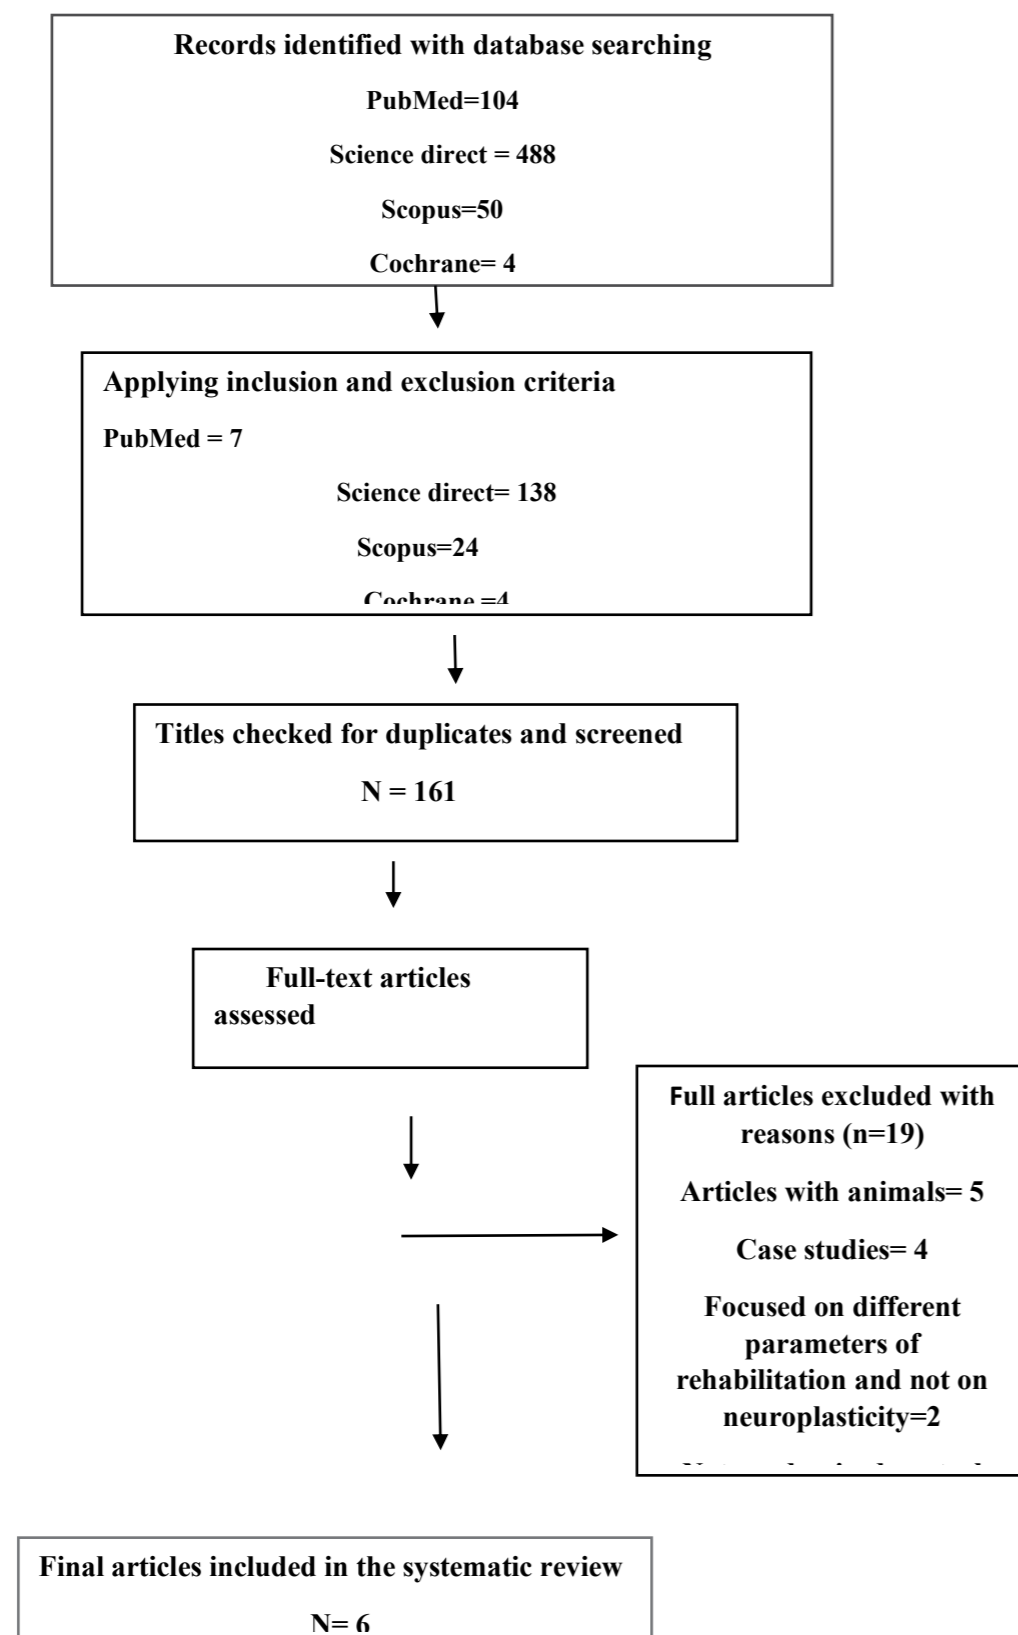 Records identified with database searching
PubMed=104
Science direct = 488
Scopus=50
Cochrane= 4
Applying inclusion and exclusion criteria
PubMed = 7
Science direct= 138
Scopus=24
Cochrane =4
Titles checked for duplicates and screened
N = 161
Full-text articles
assessed
Full articles excluded with
reasons (n=19)
Articles with animals= 5
Case studies= 4
Focused on different
parameters of
rehabilitation and not on
neuroplasticity=2
Final articles included in the systematic review
N= 6